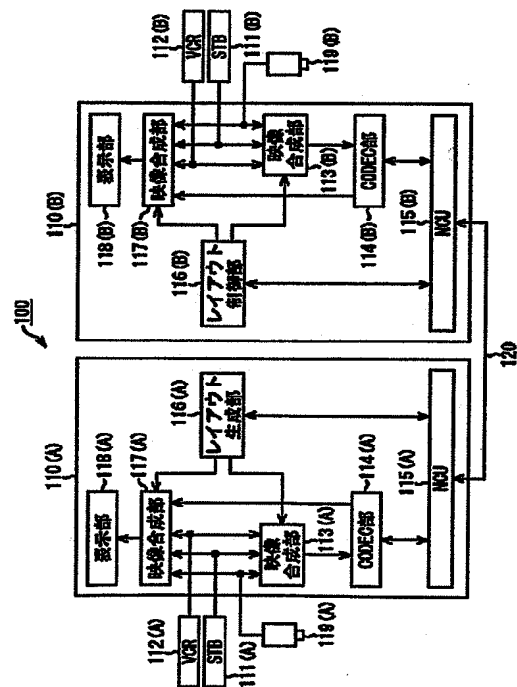 100
110(A)
118(A)
表示部
117(A)
映像合成部
112(A)
VCR
STB
111(A)
119(A)
映像
合成部
113(A)
116(A)
レイアウト
生成部
114(A)
CODEC部
115(A)
NCU
120
110(B)
118(B)
表示部
117(B)
映像合成部
112(B)
VCR
STB
111(B)
119(B)
映像
合成部
113(B)
116(B)
レイアウト
制御部
114(B)
CODEC部
115(B)
NCU